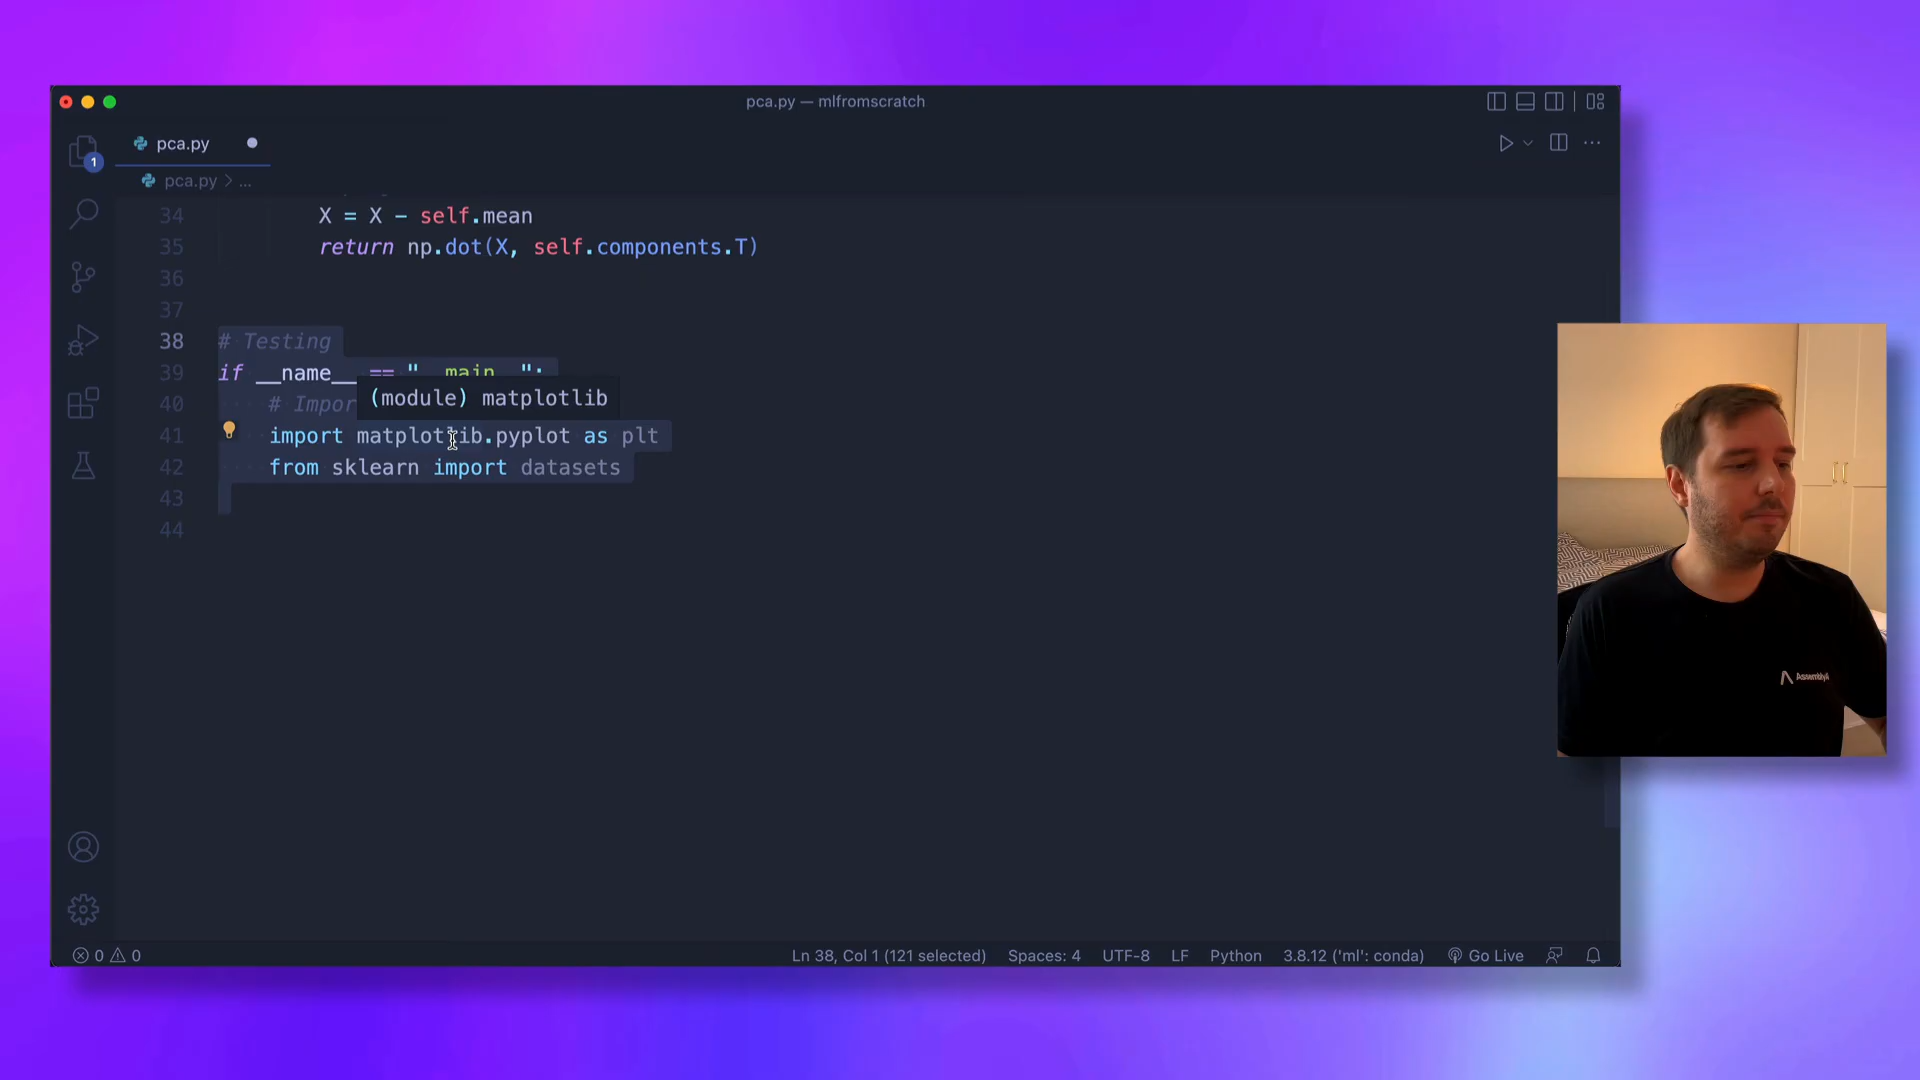 pca.py — mlfromscratch
pca.py
1
pca.py > ...
34 X = X - self.mean
35 return np.dot(X, self.components.T)
36
37
38 # Testing
39 if __name__ == "__main__":
(module) matplotlib
40 # Impor
41 import matplotlib.pyplot as plt
42 from sklearn import datasets
43
44
AssemblyAI
0 0
Ln 38, Col 1 (121 selected)
Spaces: 4
UTF-8
LF
Python
3.8.12 ('ml': conda)
Go Live